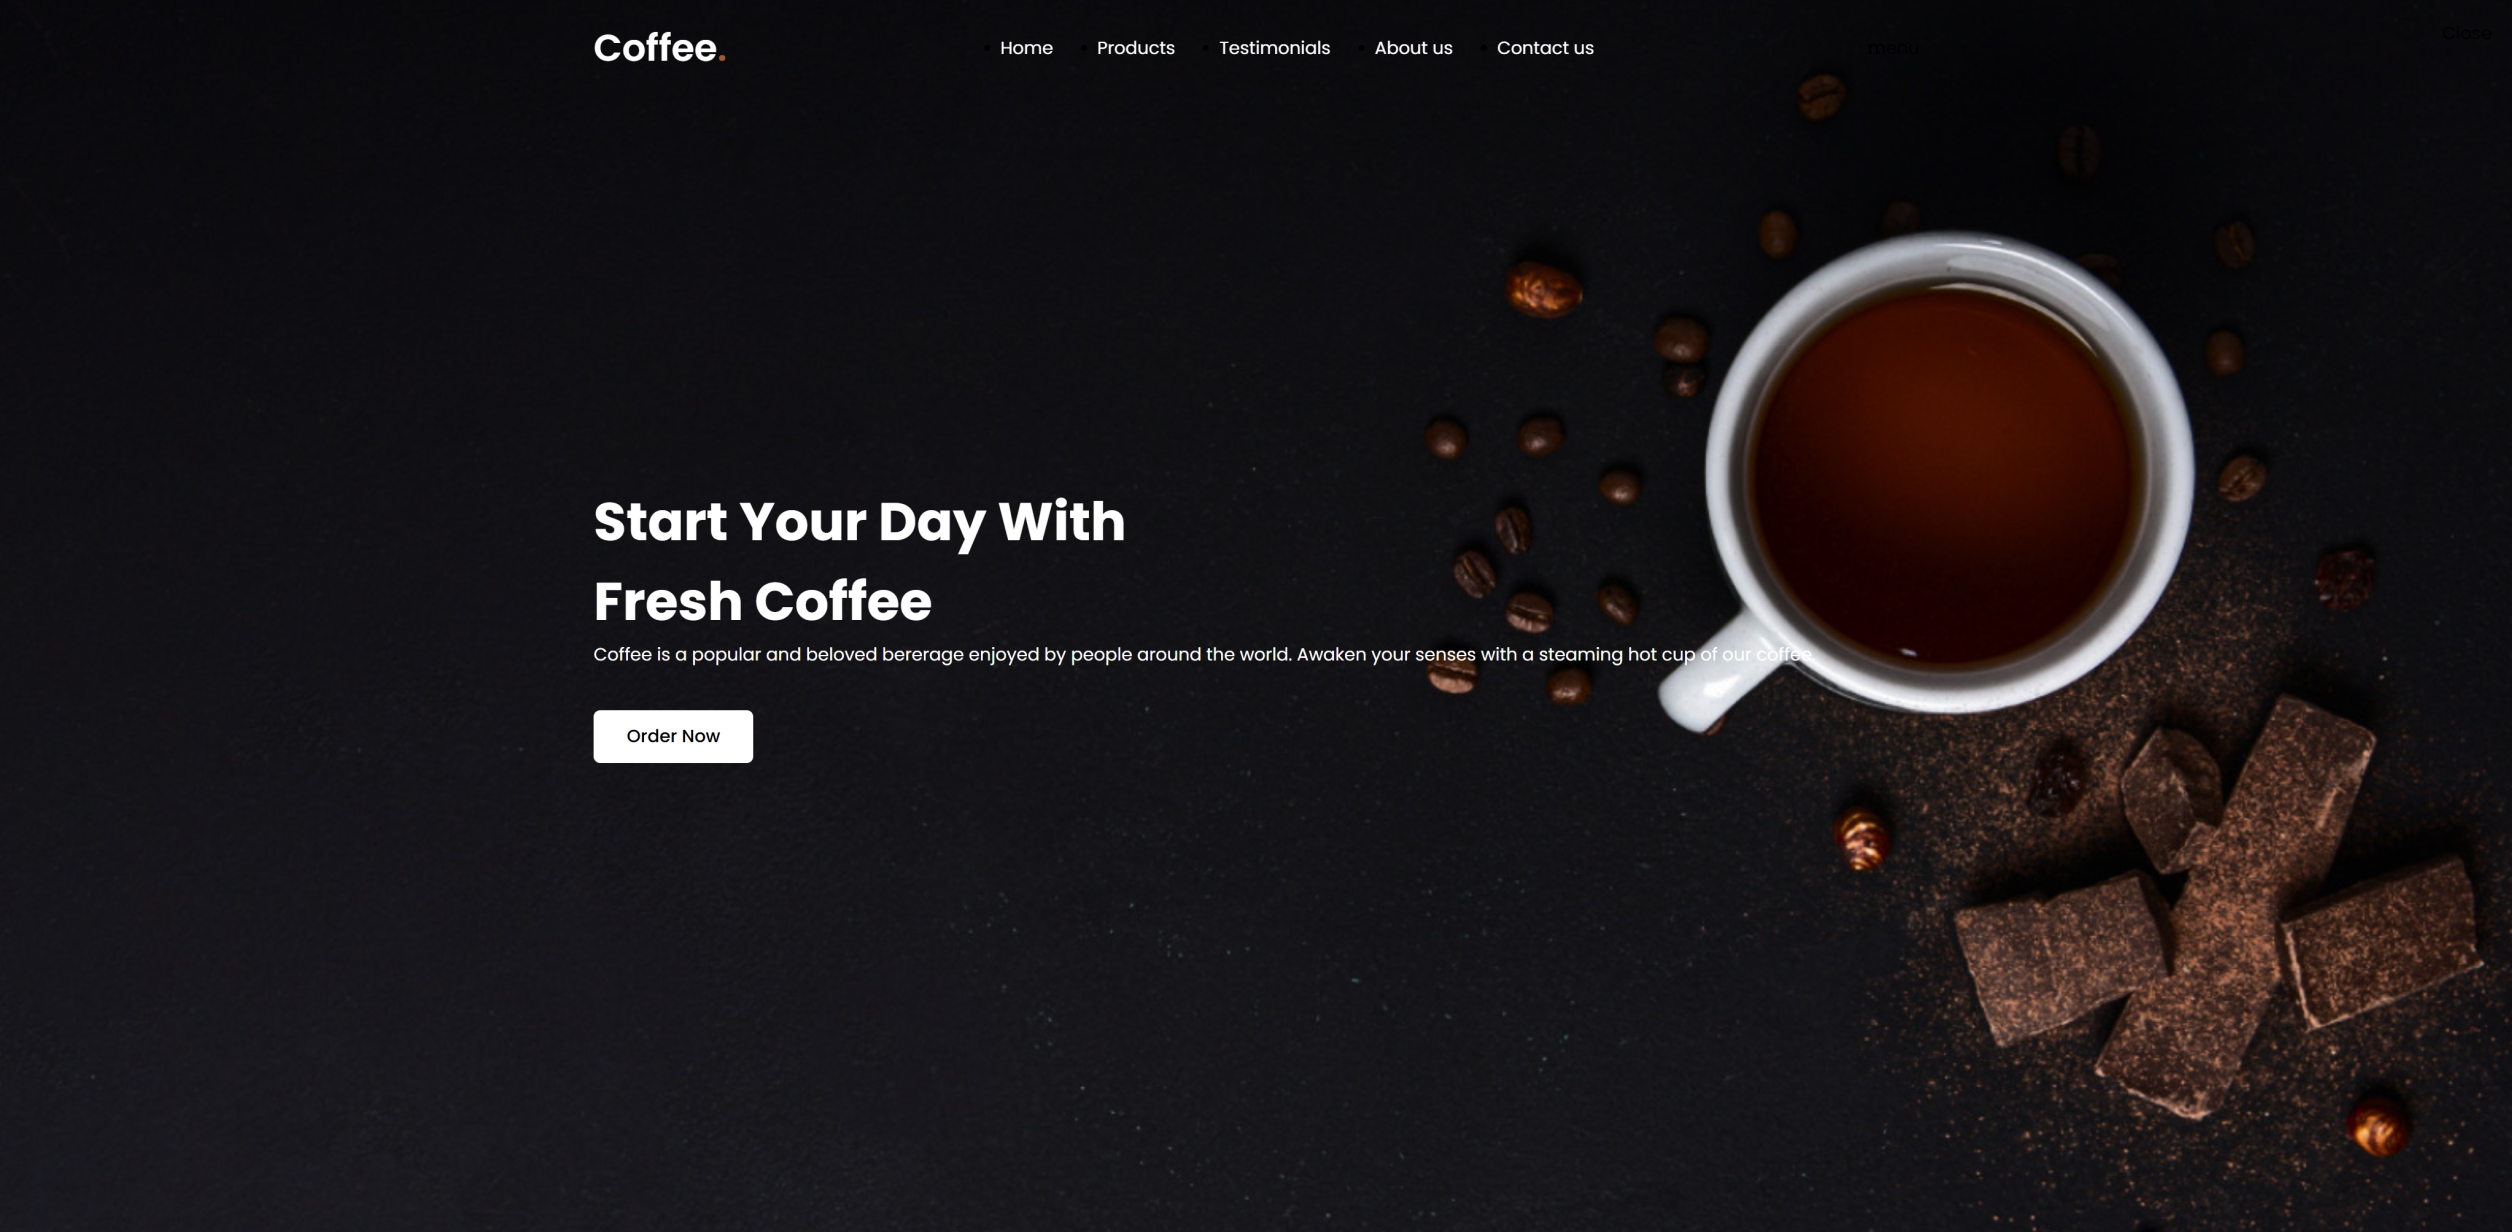 Coffee.
Home Products Testimonials About us Contact us
menu
Close
Start Your Day With
Fresh Coffee
Coffee is a popular and beloved bererage enjoyed by people around the world. Awaken your senses with a steaming hot cup of our coffee.
Order Now